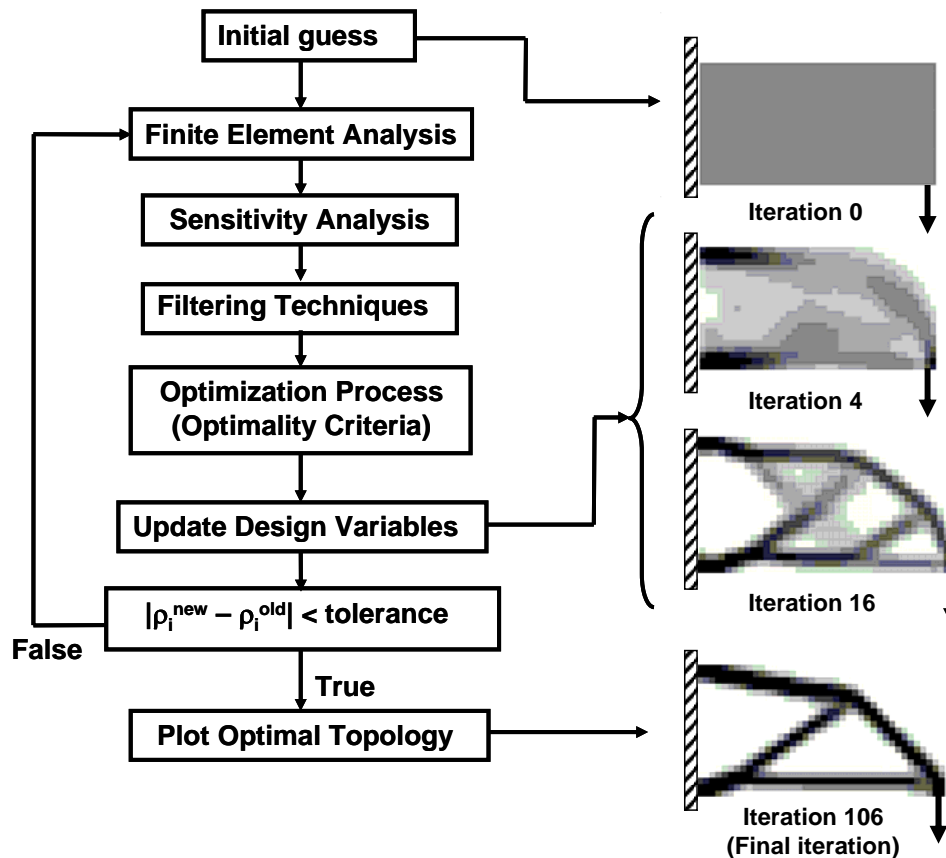 Initial guess
Finite Element Analysis
Sensitivity Analysis
Filtering Techniques
Optimization Process
(Optimality Criteria)
Update Design Variables
|ρᵢⁿᵉʷ – ρᵢᵒˡᵈ| < tolerance
False
True
Plot Optimal Topology
Iteration 0
Iteration 4
Iteration 16
Iteration 106
(Final iteration)